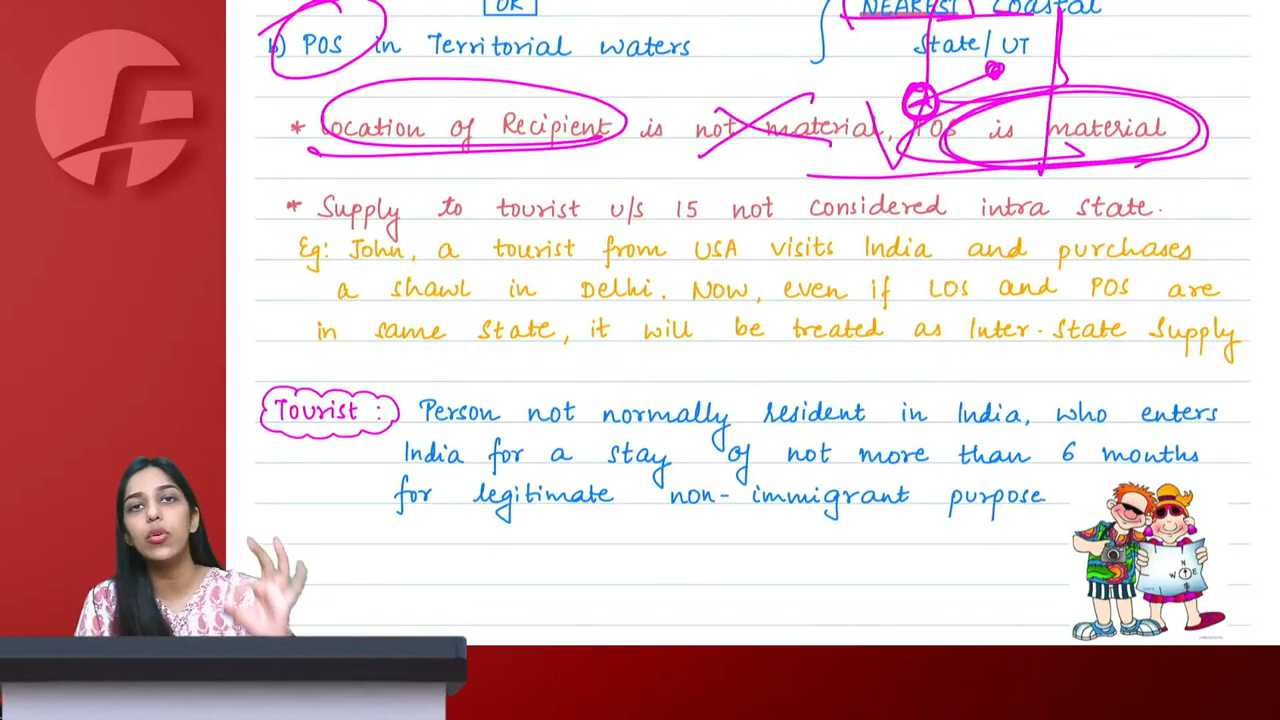 OR
NEAREST Coastal
b) POS in Territorial waters
State/ UT
* Location of Recipient is not material, POS is material
* Supply to tourist u/s 15 not considered intra state.
Eg: John, a tourist from USA visits India and purchases
a shawl in Delhi. Now, even if LOS and POS are
in same State, it will be treated as Inter-State Supply
Tourist: Person not normally resident in India, who enters
India for a stay of not more than 6 months
for legitimate non-immigrant purpose
N
W E